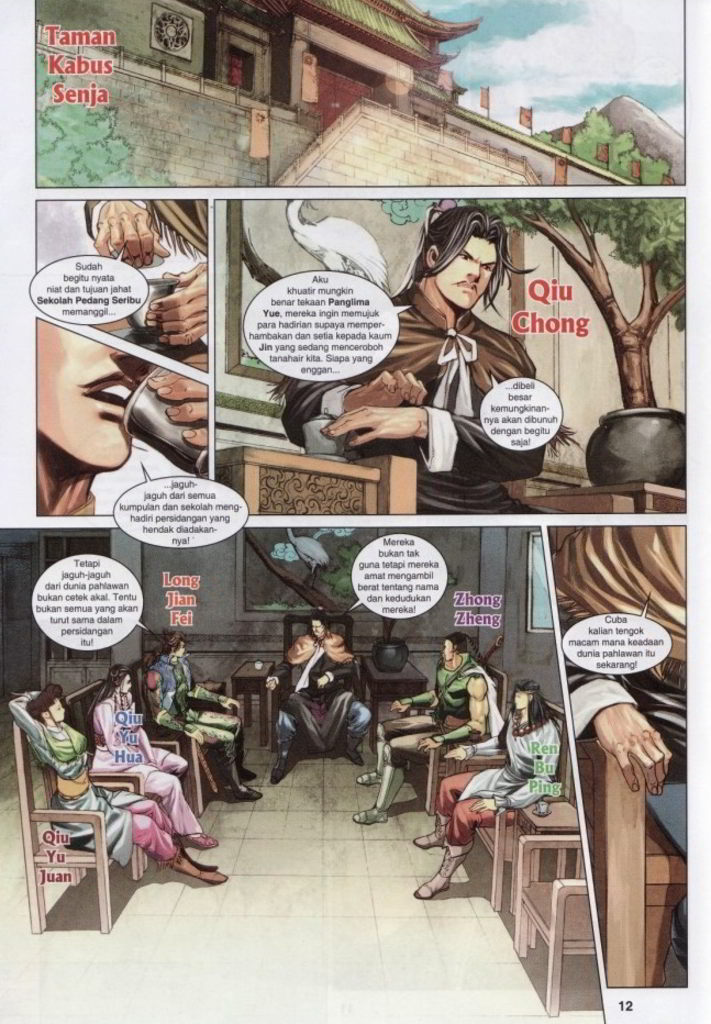 Taman
Kabus
Senja
Sudah
begitu nyata
niat dan tujuan jahat
Sekolah Pedang Seribu
memanggil...
...jaguh-
jaguh dari semua
kumpulan dan sekolah meng-
hadiri persidangan yang
hendak diadakan-
nya!
Aku
khuatir mungkin
benar tekaan Panglima
Yue, mereka ingin memujuk
para hadirian supaya memper-
hambakan dan setia kepada kaum
Jin yang sedang menceroboh
tanahair kita. Siapa yang
enggan...
Qiu
Chong
...dibeli
besar
kemungkinan-
nya akan dibunuh
dengan begitu
saja!
Tetapi
jaguh-jaguh
dari dunia pahlawan
bukan cetek akal. Tentu
bukan semua yang akan
turut sama dalam
persidangan
itu!
Long
Jian
Fei
Mereka
bukan tak
guna tetapi mereka
amat mengambil
berat tentang nama
dan kedudukan
mereka!
Zhong
Zheng
Qiu
Yu
Hua
Qiu
Yu
Juan
Ren
Bu
Ping
Cuba
kalian tengok
macam mana keadaan
dunia pahlawan itu
sekarang!
12